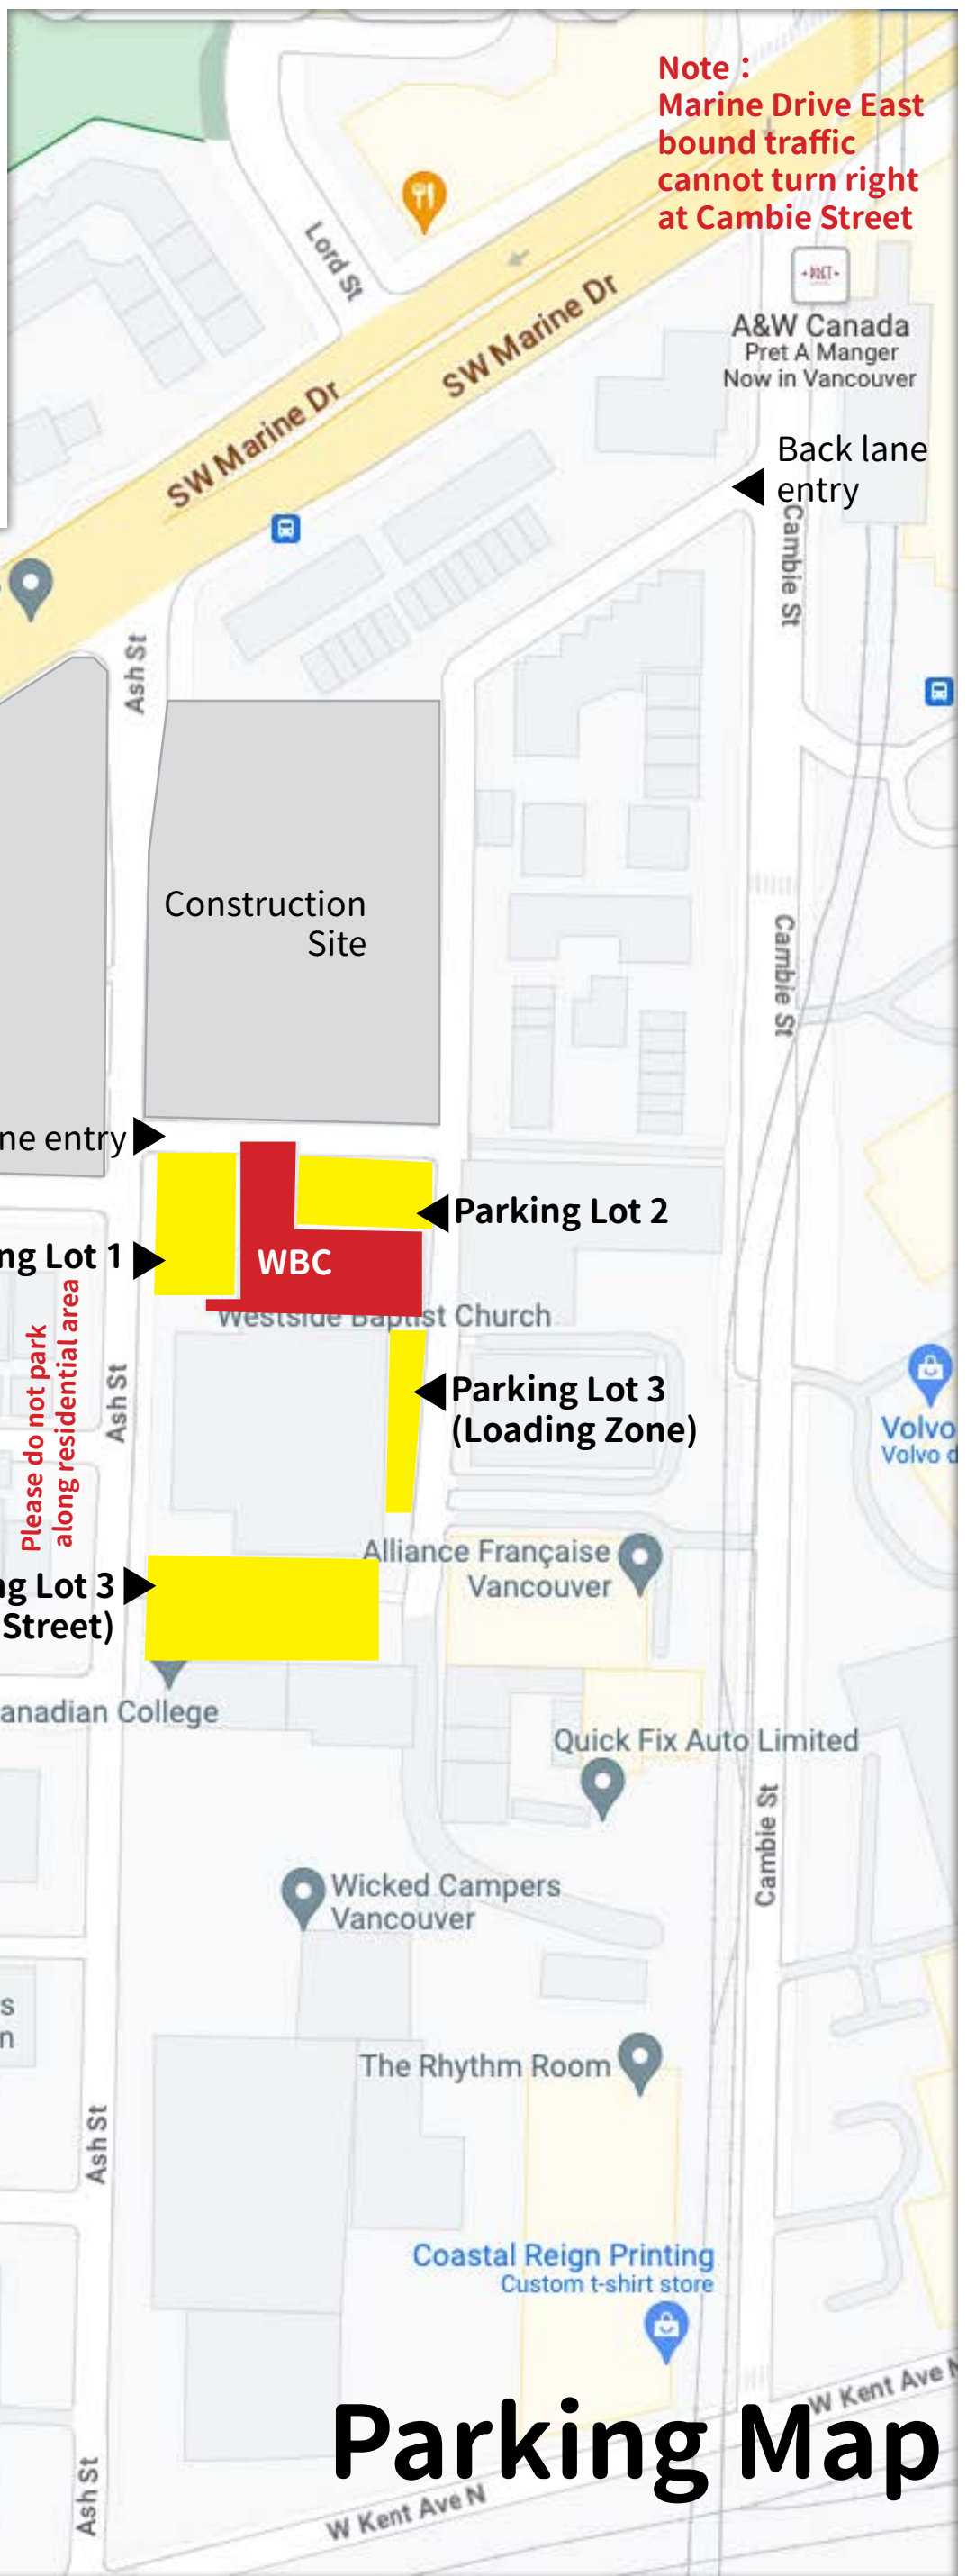 Note：
Marine Drive East
bound traffic
cannot turn right
at Cambie Street
Lord St
SW Marine Dr
SW Marine Dr
PRET
A&W Canada
Pret A Manger
Now in Vancouver
Back lane
entry
Cambie St
Ash St
Construction
Site
Cambie St
ne entry
Parking Lot 2
ng Lot 1
WBC
Westside Baptist Church
Please do not park
along residential area
Ash St
Parking Lot 3
(Loading Zone)
Volvo
Volvo d
Alliance Française
Vancouver
ng Lot 3
Street)
anadian College
Quick Fix Auto Limited
Cambie St
Wicked Campers
Vancouver
s
n
The Rhythm Room
Ash St
Coastal Reign Printing
Custom t-shirt store
W Kent Ave N
Parking Map
Ash St
W Kent Ave N